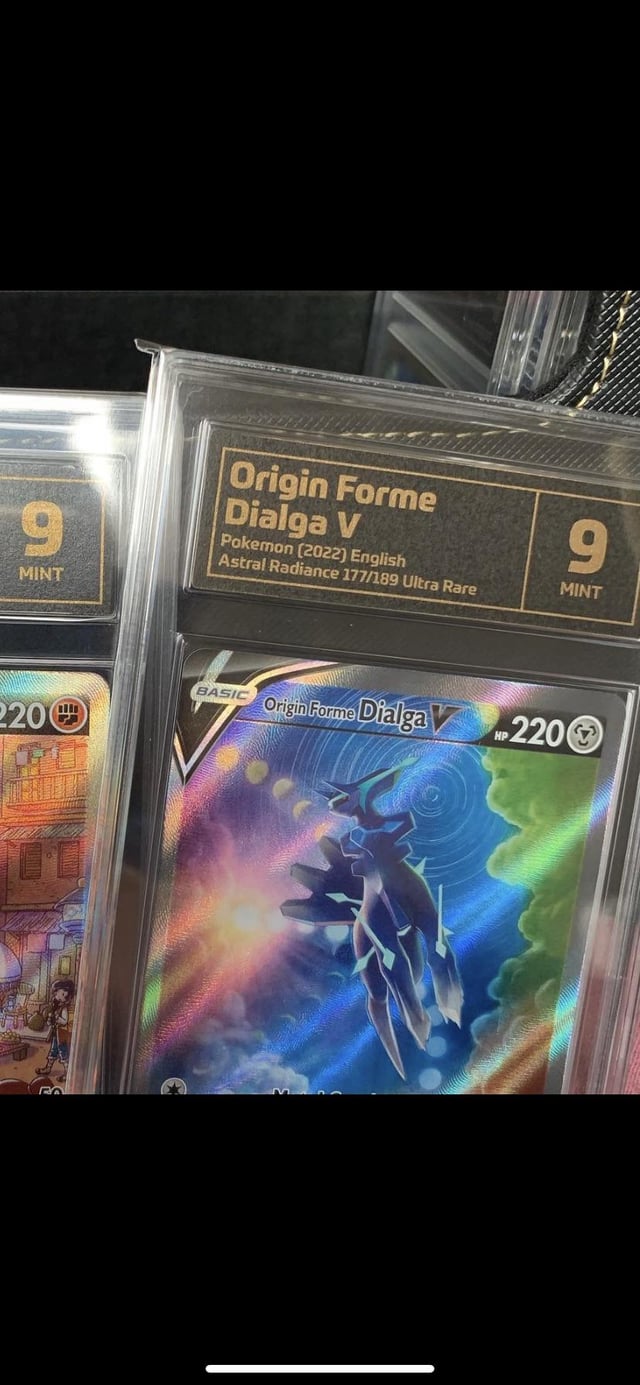 9
MINT
220
50
Origin Forme
Dialga V
Pokemon (2022) English
Astral Radiance 177/189 Ultra Rare
9
MINT
BASIC
Origin Forme Dialga V
HP 220